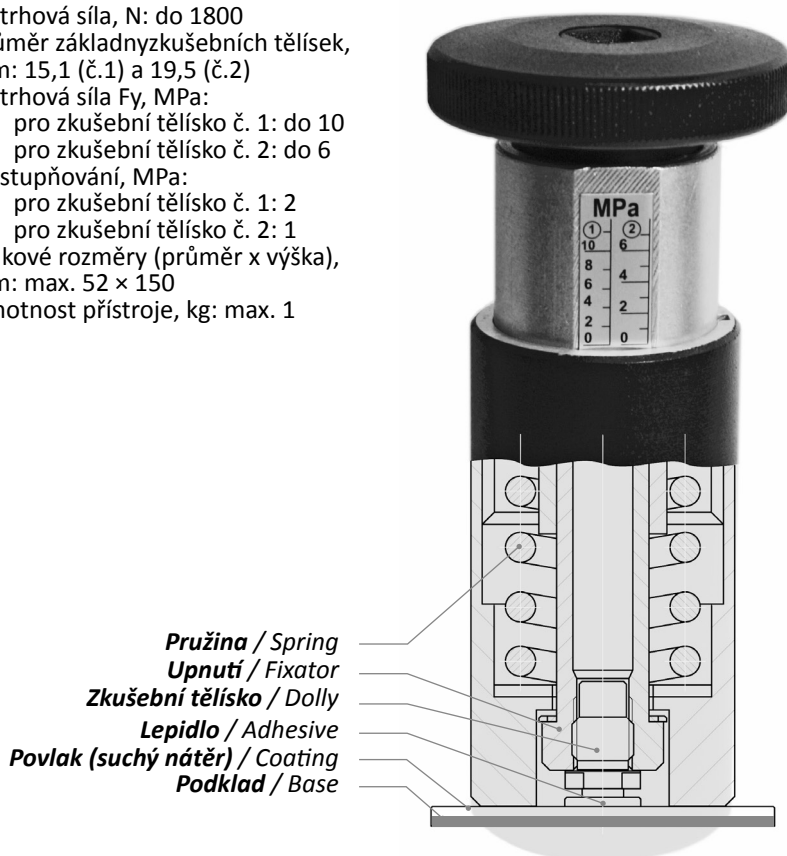 trhová síla, N: do 1800
ůměr základnyzkušebních tělísek,
m: 15,1 (č.1) a 19,5 (č.2)
trhová síla Fy, MPa:
pro zkušební tělísko č. 1: do 10
pro zkušební tělísko č. 2: do 6
stupňování, MPa:
pro zkušební tělísko č. 1: 2
pro zkušební tělísko č. 2: 1
kové rozměry (průměr x výška),
m: max. 52 × 150
notnost přístroje, kg: max. 1
MPa
① ②
10 6
8
6 4
4
2 2
0 0
Pružina / Spring
Upnutí / Fixator
Zkušební tělísko / Dolly
Lepidlo / Adhesive
Povlak (suchý nátěr) / Coating
Podklad / Base